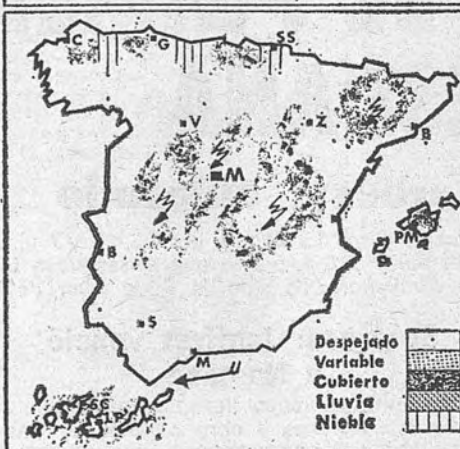 C
G
SS
V
Z
B
M
PM
B
S
M
SC
LP
Despejado
Variable
Cubierto
Lluvia
Niebla